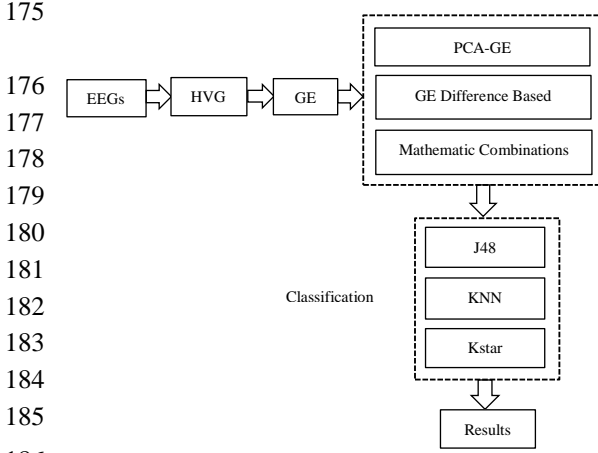 175
PCA-GE
176
EEGs
HVG
GE
GE Difference Based
177
178
Mathematic Combinations
179
180
J48
181
Classification
KNN
182
183
Kstar
184
185
Results